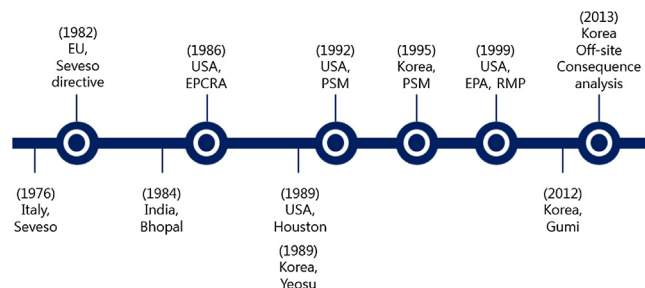 (1982)
EU,
Seveso
directive
(1986)
USA,
EPCRA
(1992)
USA,
PSM
(1995)
Korea,
PSM
(1999)
USA,
EPA, RMP
(2013)
Korea
Off-site
Consequence
analysis
(1976)
Italy,
Seveso
(1984)
India,
Bhopal
(1989)
USA,
Houston
(1989)
Korea,
Yeosu
(2012)
Korea,
Gumi